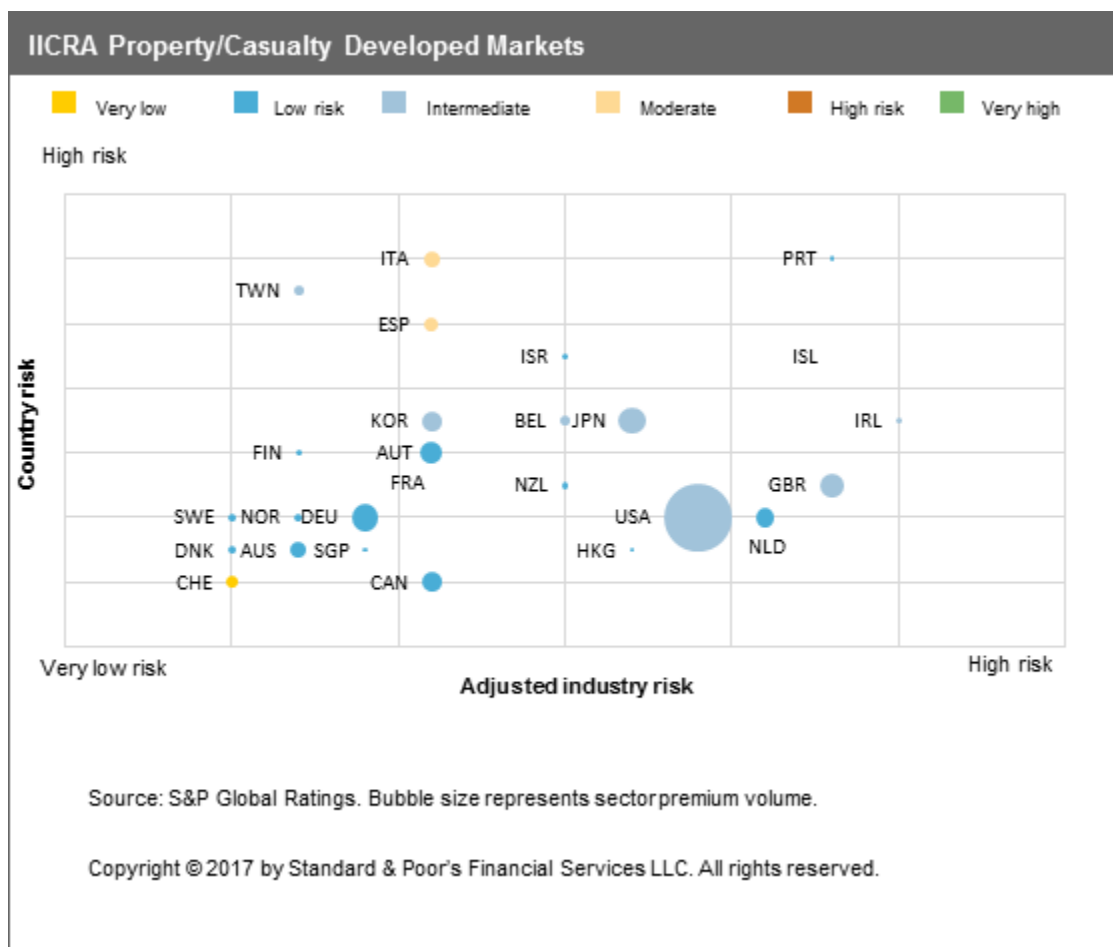 IICRA Property/Casualty Developed Markets
Very low Low risk Intermediate Moderate High risk Very high
High risk
ITA PRT
TWN
ESP
ISR ISL
KOR BEL JPN IRL
FIN AUT
FRA NZL GBR
SWE NOR DEU USA
NLD
DNK AUS SGP HKG
CHE CAN
Country risk
Very low risk High risk
Adjusted industry risk
Source: S&P Global Ratings. Bubble size represents sector premium volume.
Copyright © 2017 by Standard & Poor's Financial Services LLC. All rights reserved.